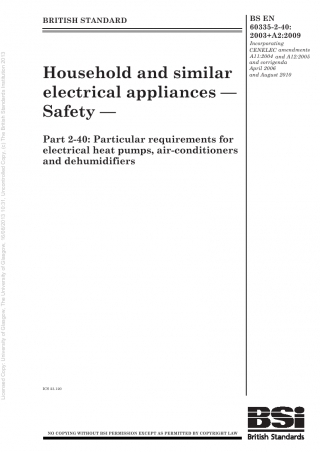 BRITISH STANDARD
BS EN
60335-2-40:
2003+A2:2009
Incorporating
CENELEC amendments
A11:2004 and A12:2005
and corrigenda
April 2006
and August 2010
Household and similar
electrical appliances —
Safety —
Part 2-40: Particular requirements for
electrical heat pumps, air-conditioners
and dehumidifiers
NO COPYING WITHOUT BSI PERMISSION EXCEPT AS PERMITTED BY COPYRIGHT LAW
BSi
British Standards